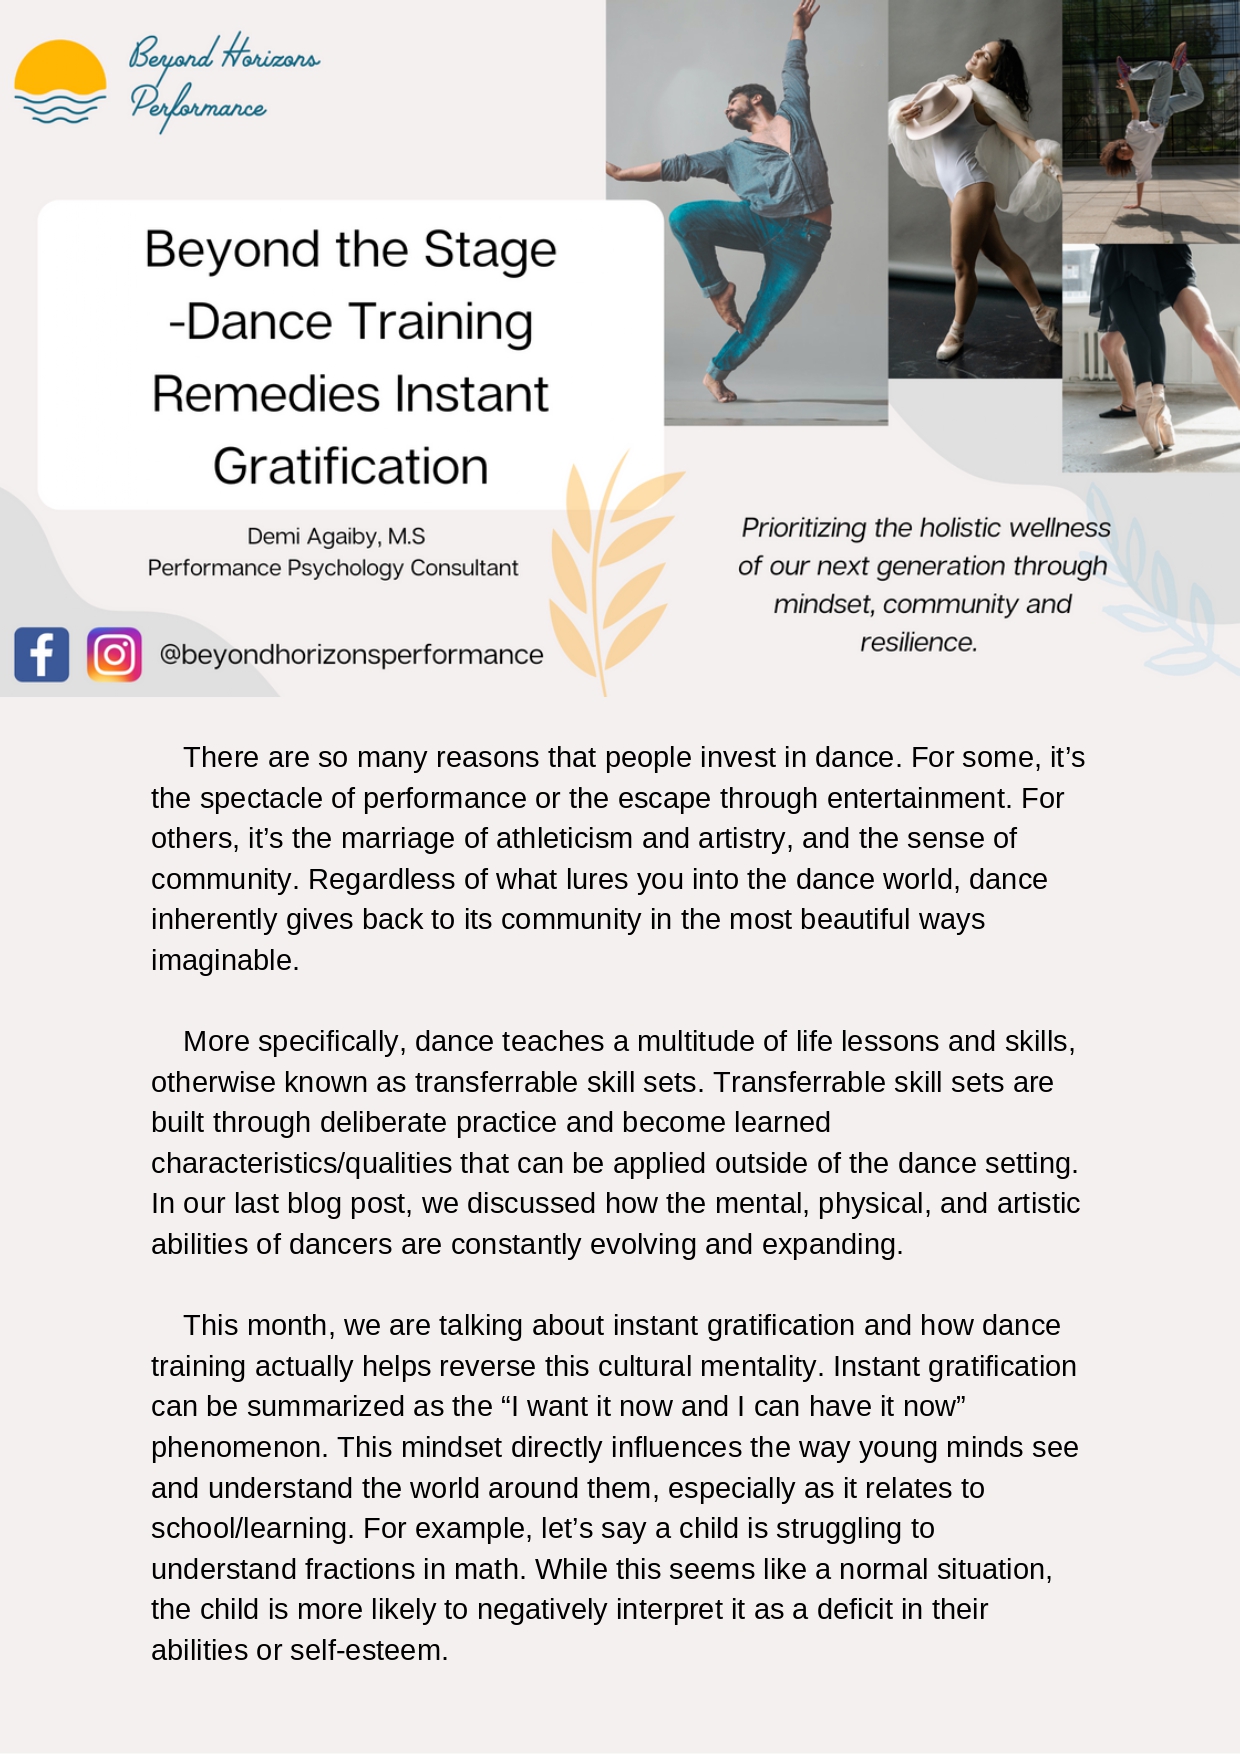 Beyond Horizons
Performance
Beyond the Stage
-Dance Training
Remedies Instant
Gratification
Demi Agaiby, M.S
Performance Psychology Consultant
@beyondhorizonsperformance
Prioritizing the holistic wellness
of our next generation through
mindset, community and
resilience.
There are so many reasons that people invest in dance. For some, it’s
the spectacle of performance or the escape through entertainment. For
others, it’s the marriage of athleticism and artistry, and the sense of
community. Regardless of what lures you into the dance world, dance
inherently gives back to its community in the most beautiful ways
imaginable.
More specifically, dance teaches a multitude of life lessons and skills,
otherwise known as transferrable skill sets. Transferrable skill sets are
built through deliberate practice and become learned
characteristics/qualities that can be applied outside of the dance setting.
In our last blog post, we discussed how the mental, physical, and artistic
abilities of dancers are constantly evolving and expanding.
This month, we are talking about instant gratification and how dance
training actually helps reverse this cultural mentality. Instant gratification
can be summarized as the “I want it now and I can have it now”
phenomenon. This mindset directly influences the way young minds see
and understand the world around them, especially as it relates to
school/learning. For example, let’s say a child is struggling to
understand fractions in math. While this seems like a normal situation,
the child is more likely to negatively interpret it as a deficit in their
abilities or self-esteem.